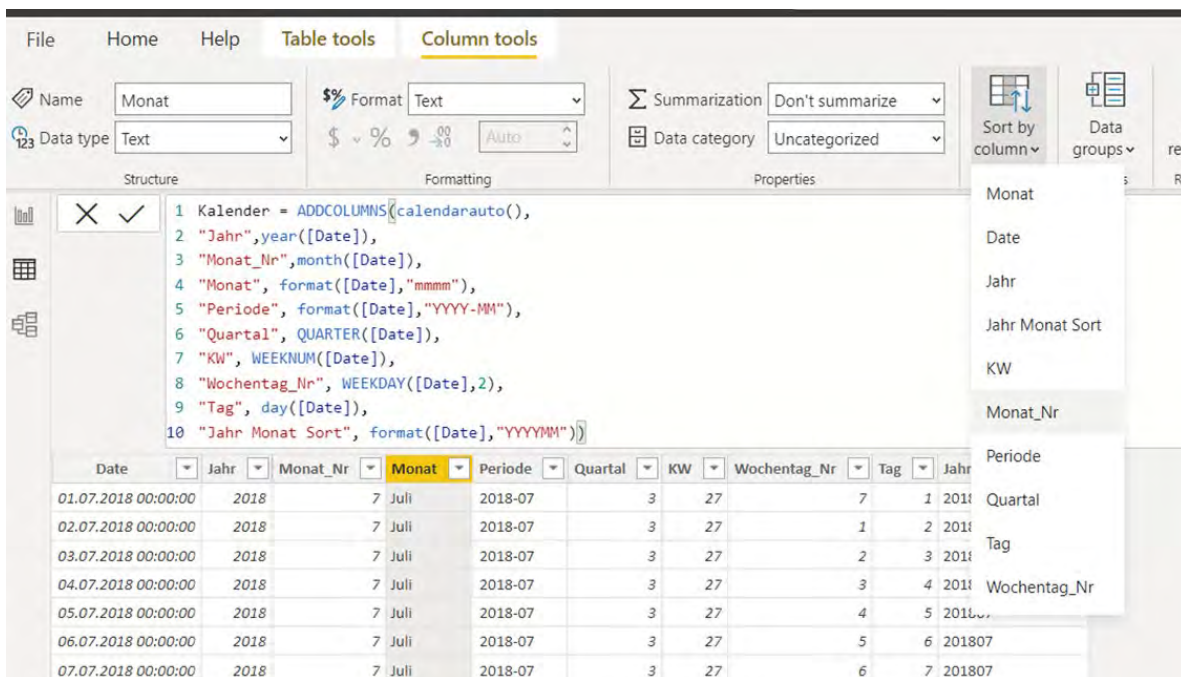 File Home Help Table tools Column tools
Name Monat $% Format Text Summarization Don't summarize Sort by column Data groups re
123 Data type Text $ % 9 .00 Auto Data category Uncategorized
Structure Formatting Properties s R
1 Kalender = ADDCOLUMNS(calendarauto(),
2 "Jahr",year([Date]),
3 "Monat_Nr",month([Date]),
4 "Monat", format([Date],"mmmm"),
5 "Periode", format([Date],"YYYY-MM"),
6 "Quartal", QUARTER([Date]),
7 "KW", WEEKNUM([Date]),
8 "Wochentag_Nr", WEEKDAY([Date],2),
9 "Tag", day([Date]),
10 "Jahr Monat Sort", format([Date],"YYYYMM"))
Monat
Date
Jahr
Jahr Monat Sort
KW
Monat_Nr
Periode
Quartal
Tag
Wochentag_Nr
Date Jahr Monat_Nr Monat Periode Quartal KW Wochentag_Nr Tag Jahr
01.07.2018 00:00:00 2018 7 Juli 2018-07 3 27 7 1 201
02.07.2018 00:00:00 2018 7 Juli 2018-07 3 27 1 2 201
03.07.2018 00:00:00 2018 7 Juli 2018-07 3 27 2 3 201
04.07.2018 00:00:00 2018 7 Juli 2018-07 3 27 3 4 201
05.07.2018 00:00:00 2018 7 Juli 2018-07 3 27 4 5
06.07.2018 00:00:00 2018 7 Juli 2018-07 3 27 5 6 201807
07.07.2018 00:00:00 2018 7 Juli 2018-07 3 27 6 7 201807